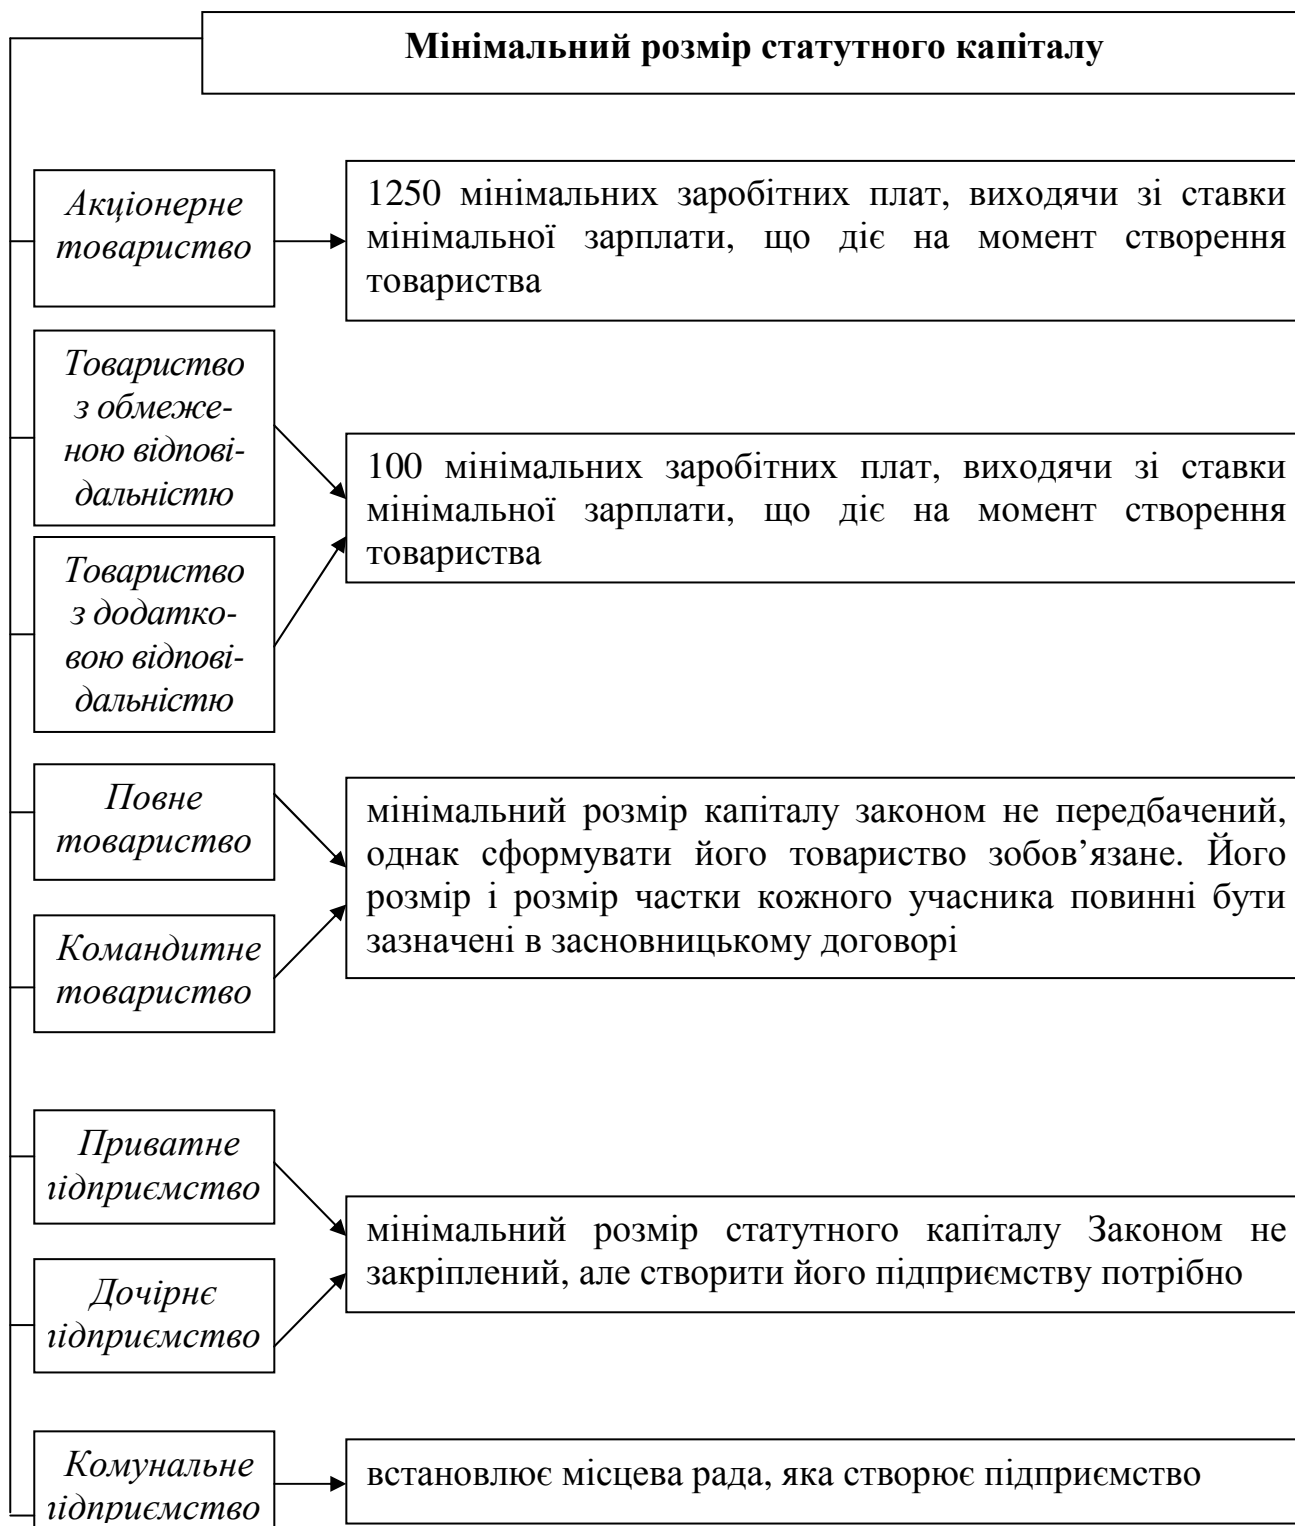 Мінімальний розмір статутного капіталу
Акціонерне
товариство
1250 мінімальних заробітних плат, виходячи зі ставки
мінімальної зарплати, що діє на момент створення
товариства
Товариство
з обмеже-
ною відпові-
дальністю
100 мінімальних заробітних плат, виходячи зі ставки
мінімальної зарплати, що діє на момент створення
товариства
Товариство
з додатко-
вою відпові-
дальністю
Повне
товариство
мінімальний розмір капіталу законом не передбачений,
однак сформувати його товариство зобов’язане. Його
розмір і розмір частки кожного учасника повинні бути
зазначені в засновницькому договорі
Командитне
товариство
Приватне
підприємство
мінімальний розмір статутного капіталу Законом не
закріплений, але створити його підприємству потрібно
Дочірнє
підприємство
Комунальне
підприємство
встановлює місцева рада, яка створює підприємство